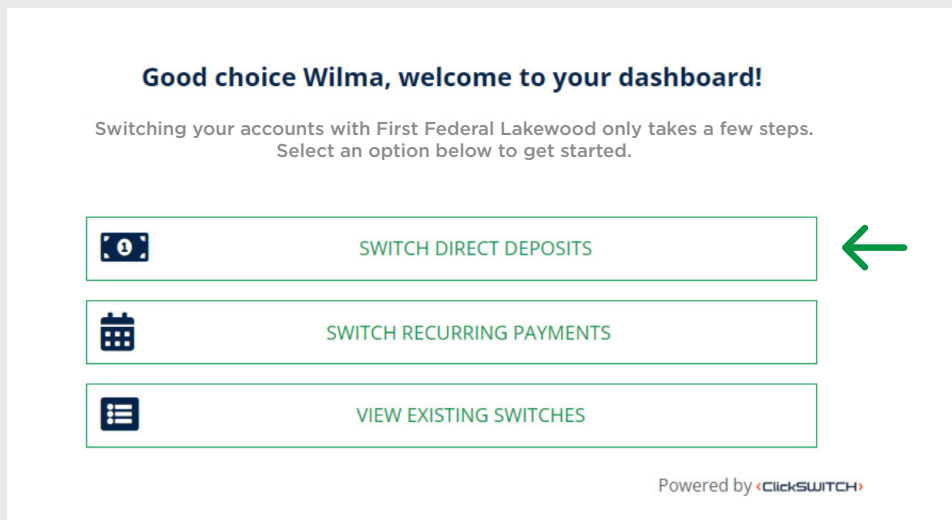 Good choice Wilma, welcome to your dashboard!
Switching your accounts with First Federal Lakewood only takes a few steps.
Select an option below to get started.
1
SWITCH DIRECT DEPOSITS
SWITCH RECURRING PAYMENTS
VIEW EXISTING SWITCHES
Powered by ‹ClickSWITCH›